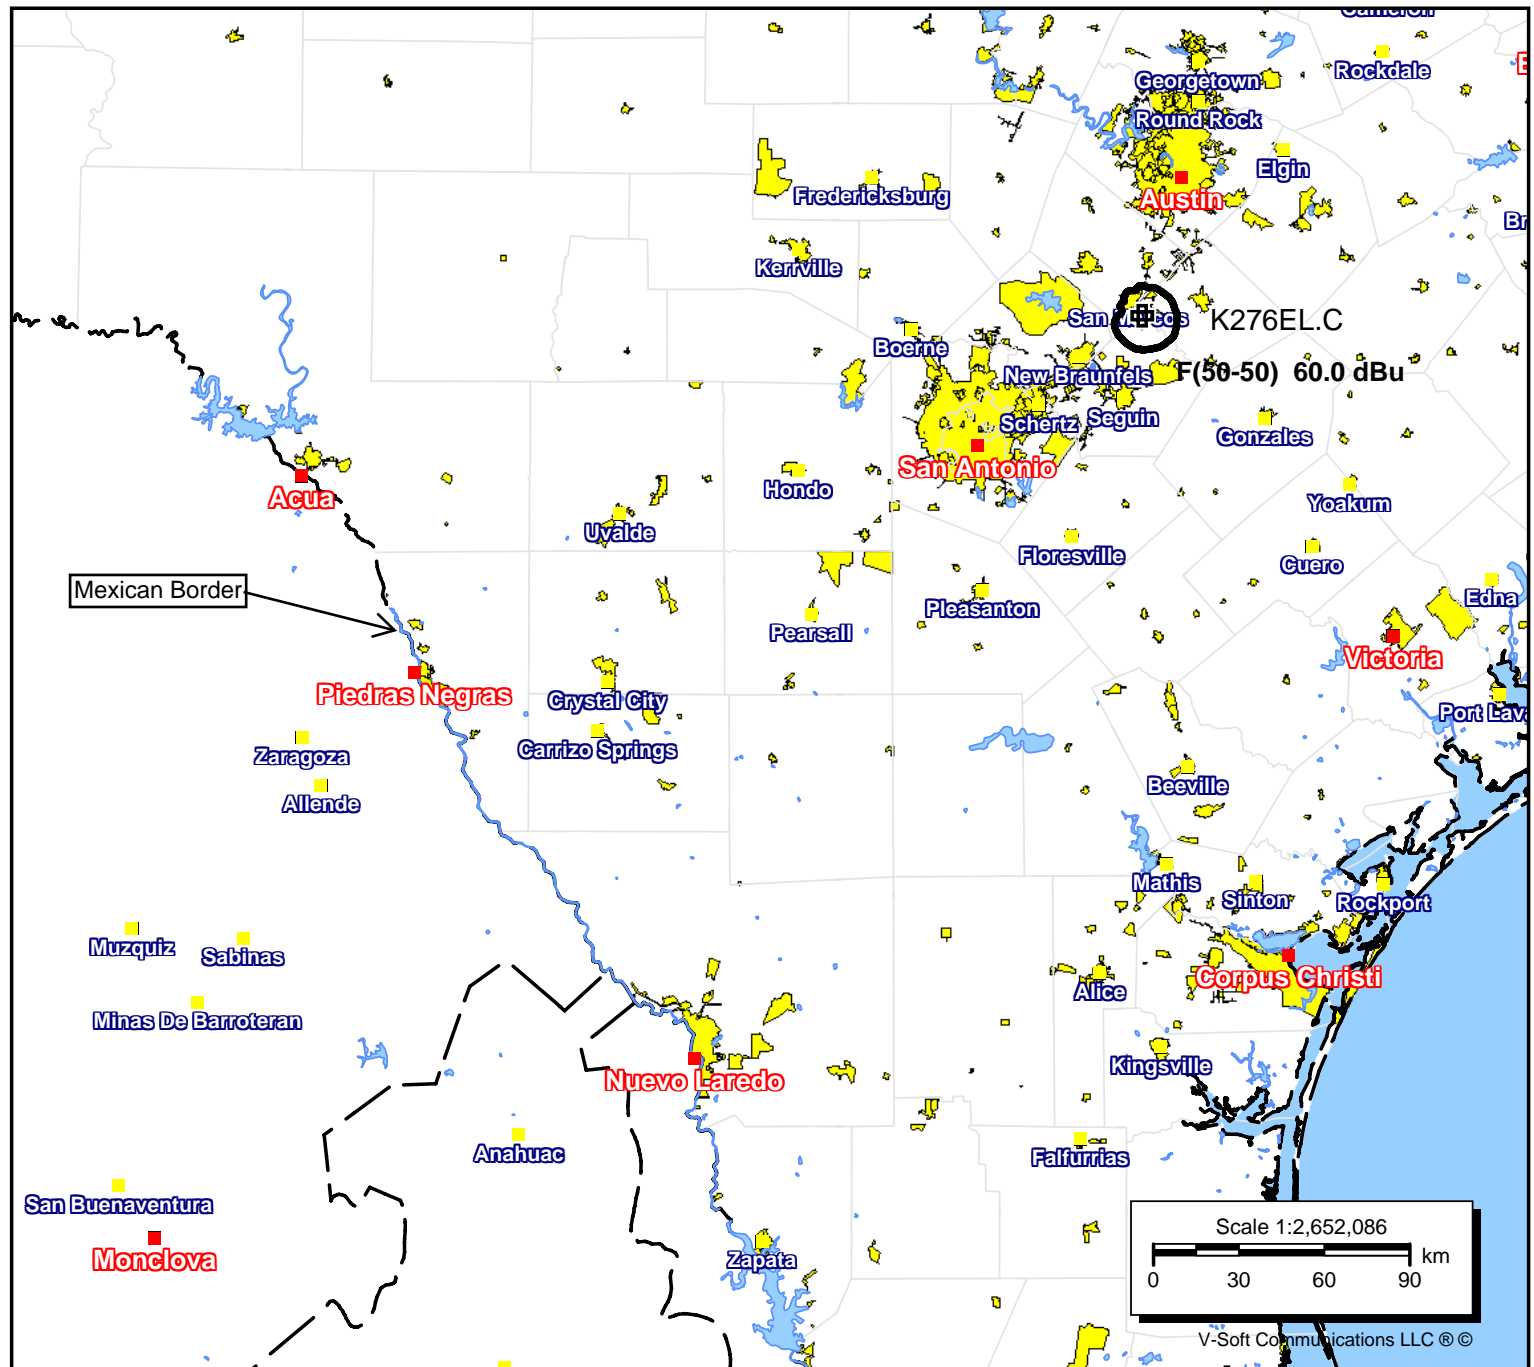 Cameron
Georgetown
Rockdale
Round Rock
Elgin
Fredericksburg
Austin
Br
Kerrville
San Marcos
K276EL.C
Boerne
F(50-50) 60.0 dBu
New Braunfels
Schertz
Seguin
Gonzales
San Antonio
Hondo
Acua
Yoakum
Uvalde
Floresville
Cuero
Mexican Border
Edna
Pleasanton
Pearsall
Victoria
Piedras Negras
Crystal City
Port Lava
Carrizo Springs
Zaragoza
Beeville
Allende
Mathis
Sinton
Rockport
Muzquiz
Sabinas
Corpus Christi
Alice
Minas De Barroteran
Kingsville
Nuevo Laredo
Anahuac
Falfurrias
San Buenaventura
Scale 1:2,652,086
Monclova
Zapata
km
0 30 60 90
V-Soft Communications LLC ® ©